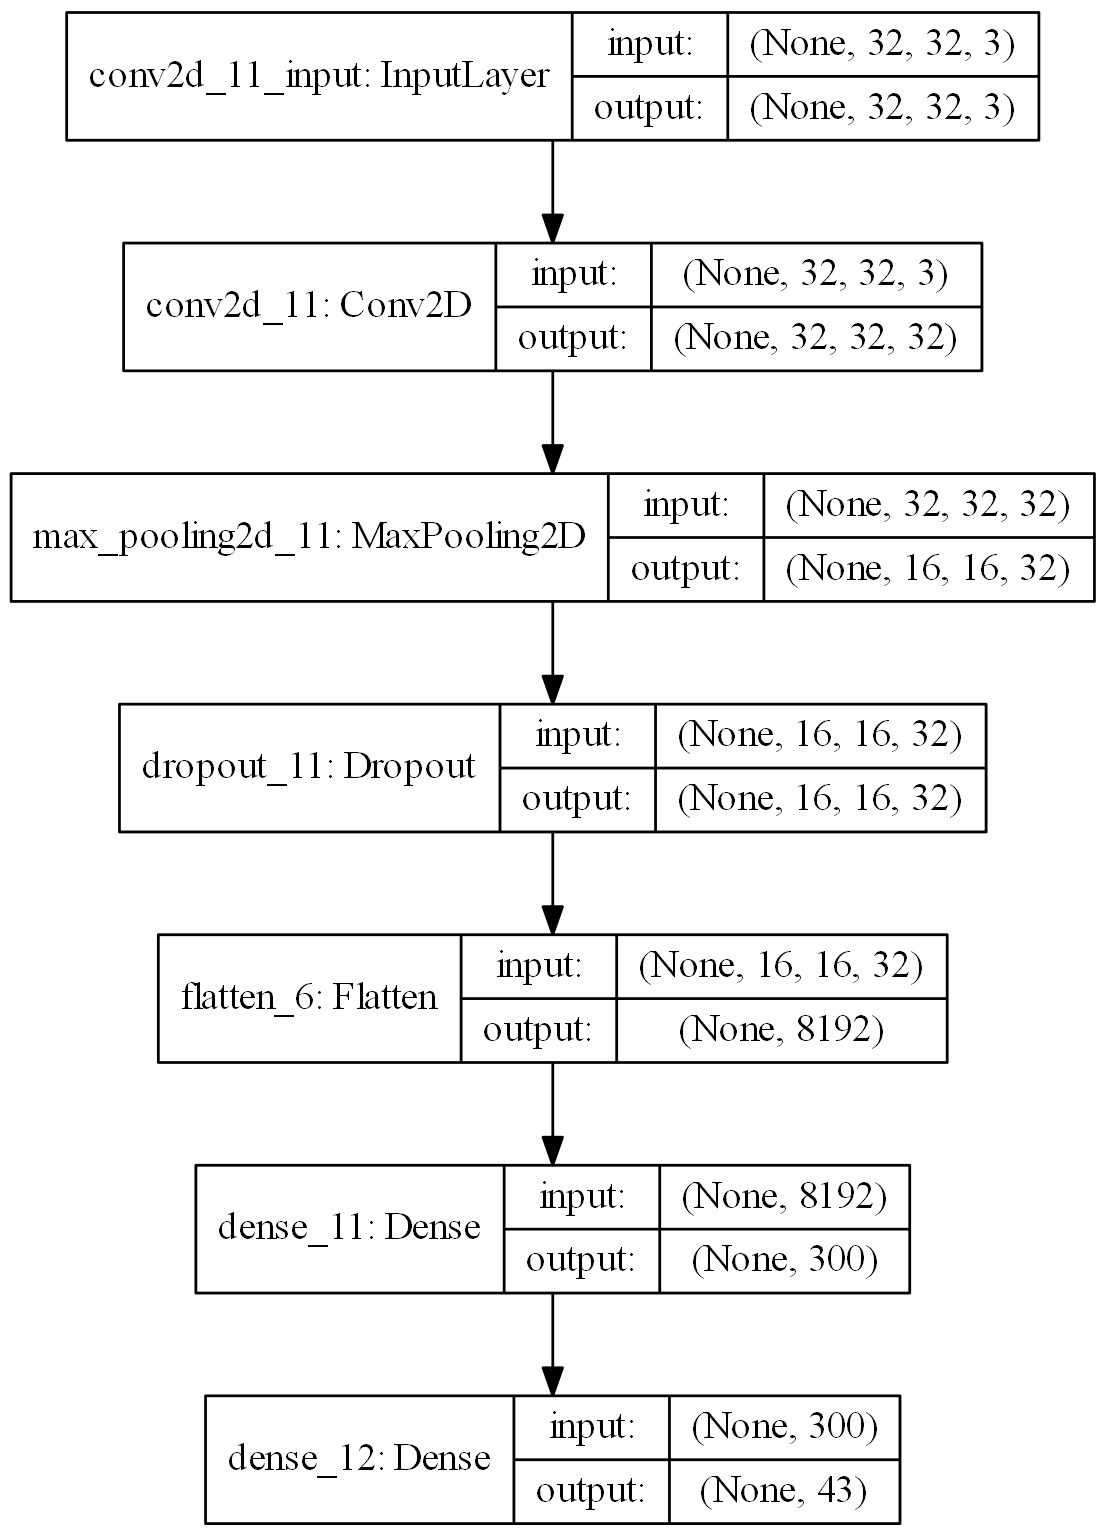 conv2d_11_input: InputLayer
input:
(None, 32, 32, 3)
output:
(None, 32, 32, 3)
conv2d_11: Conv2D
input:
(None, 32, 32, 3)
output:
(None, 32, 32, 32)
max_pooling2d_11: MaxPooling2D
input:
(None, 32, 32, 32)
output:
(None, 16, 16, 32)
dropout_11: Dropout
input:
(None, 16, 16, 32)
output:
(None, 16, 16, 32)
flatten_6: Flatten
input:
(None, 16, 16, 32)
output:
(None, 8192)
dense_11: Dense
input:
(None, 8192)
output:
(None, 300)
dense_12: Dense
input:
(None, 300)
output:
(None, 43)